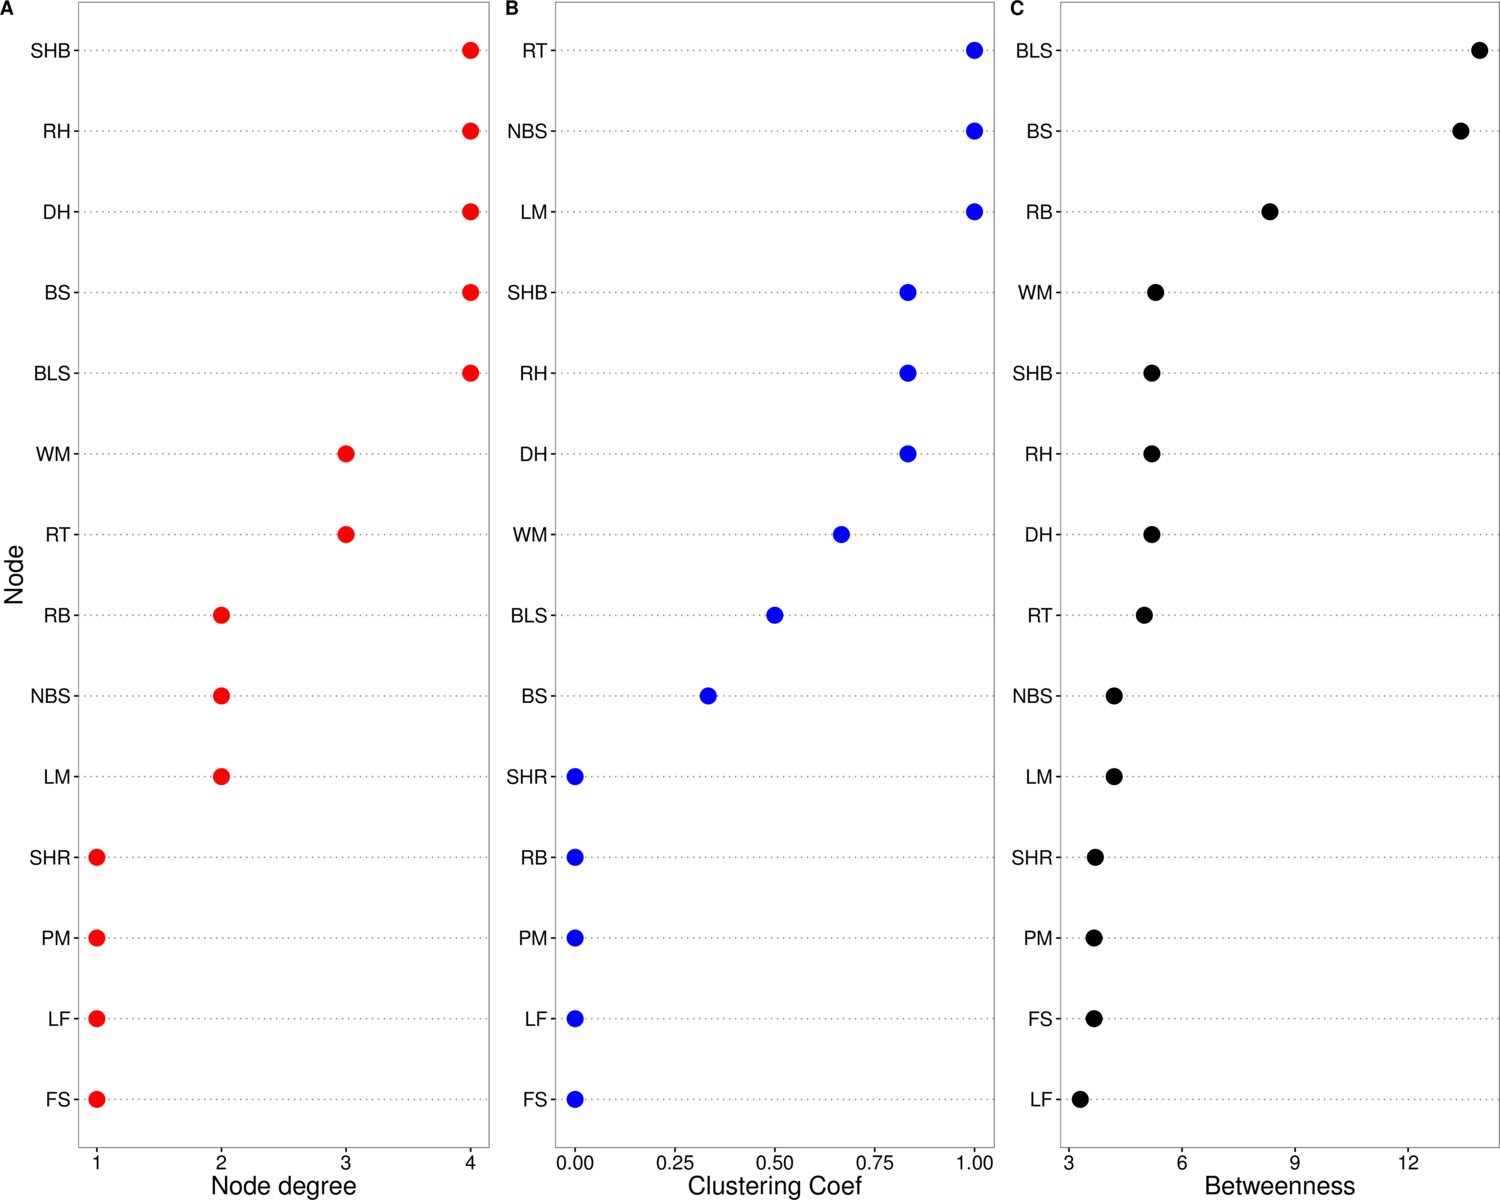 A
SHB
RH
DH
BS
BLS
WM
RT
RB
NBS
LM
SHR
PM
LF
FS
Node
1 2 3 4
Node degree
B
RT
NBS
LM
SHB
RH
DH
WM
BLS
BS
SHR
RB
PM
LF
FS
0.00 0.25 0.50 0.75 1.00
Clustering Coef
C
BLS
BS
RB
WM
SHB
RH
DH
RT
NBS
LM
SHR
PM
FS
LF
3 6 9 12
Betweenness